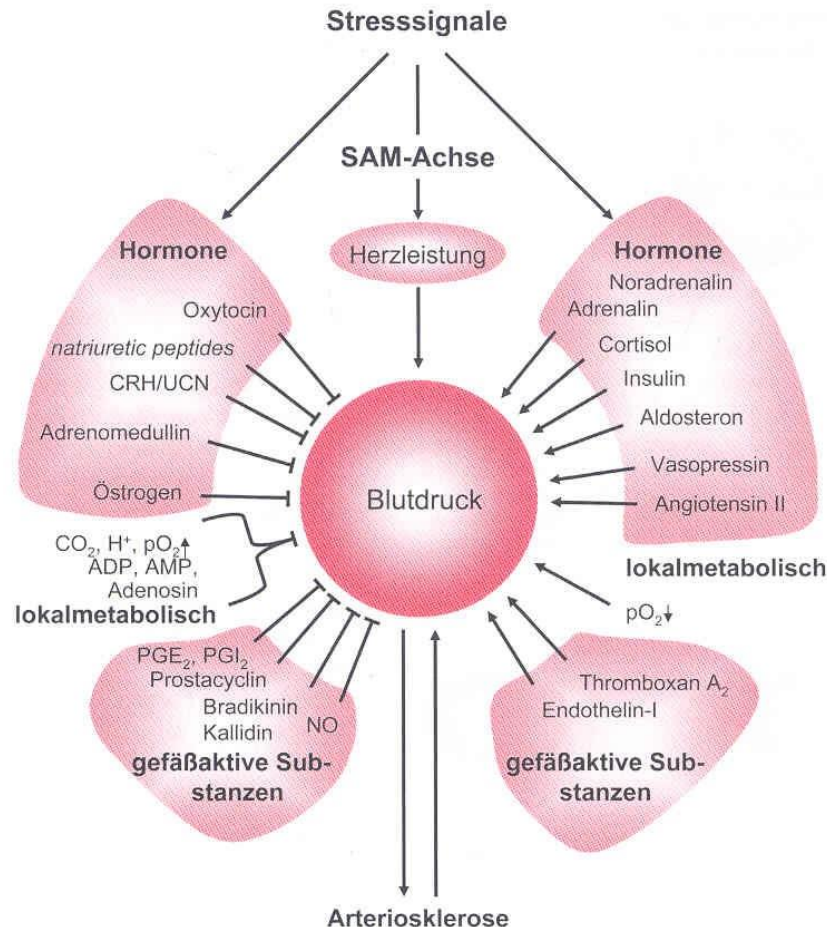 Stresssignale
SAM-Achse
Herzleistung
Hormone
Oxytocin
natriuretic peptides
CRH/UCN
Adrenomedullin
Östrogen
Hormone
Noradrenalin
Adrenalin
Cortisol
Insulin
Aldosteron
Vasopressin
Angiotensin II
Blutdruck
CO₂, H⁺, pO₂↑
ADP, AMP,
Adenosin
lokalmetabolisch
lokalmetabolisch
pO₂↓
PGE₂, PGI₂
Prostacyclin
Bradikinin
Kallidin
NO
gefäßaktive Sub-
stanzen
Thromboxan A₂
Endothelin-I
gefäßaktive Sub-
stanzen
Arteriosklerose